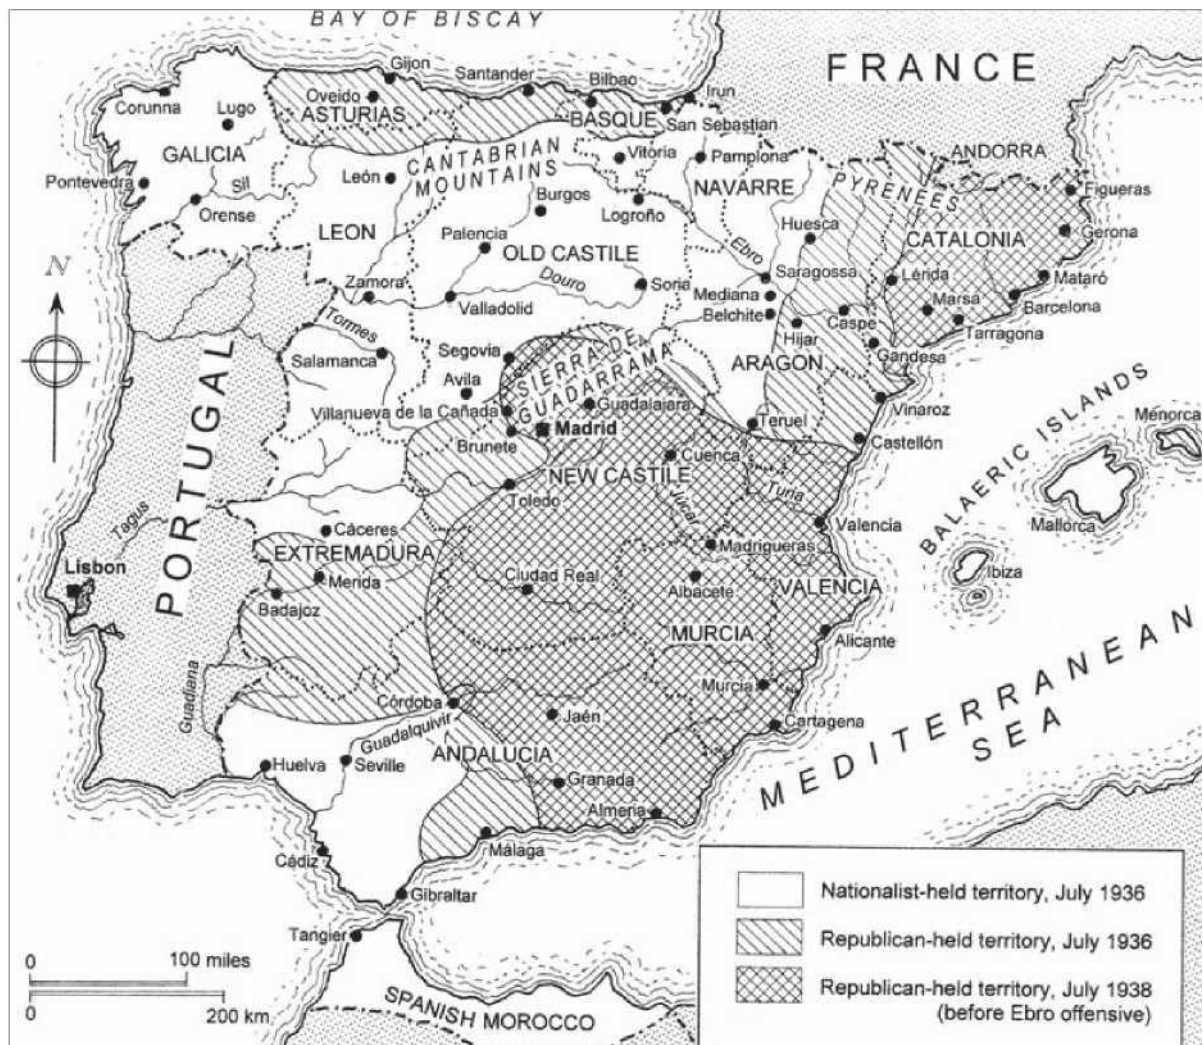 BAY OF BISCAY
FRANCE
Gijon
Santander
Bilbao
Irun
Corunna
Lugo
Oveido
ASTURIAS
BASQUE
San Sebastian
GALICIA
CANTABRIAN
MOUNTAINS
Vitoria
Pamplona
ANDORRA
Pontevedra
Sil
León
NAVARRE
PYRENEES
Figueras
Orense
Burgos
Logroño
Huesca
LEON
Palencia
OLD CASTILE
Ebro
CATALONIA
Gerona
N
Zamora
Valladolid
Douro
Soria
Saragossa
Lérida
Mataró
Mediana
Belchite
Marsa
Barcelona
Tormes
Caspe
Tarragona
Hijar
Salamanca
Segovia
SIERRA DE
GUADARRAMA
ARAGON
Gandesa
Avila
Villanueva de la Cañada
Guadalajara
Vinaroz
Menorca
Brunete
Madrid
Teruel
Castellón
BALAERIC ISLANDS
PORTUGAL
NEW CASTILE
Cuenca
Toledo
Júcar
Turia
Mallorca
Tagus
Cáceres
Valencia
EXTREMADURA
Madrigueras
Lisbon
Merida
Ciudad Real
Albacete
VALENCIA
Ibiza
Badajoz
MURCIA
Alicante
Guadiana
Murcia
Córdoba
Jaén
Cartagena
MEDITERRANEAN
SEA
Guadalquivir
ANDALUCIA
Huelva
Seville
Granada
Almeria
Málaga
Cádiz
Gibraltar
Tangier
SPANISH MOROCCO
0 100 miles
0 200 km
Nationalist-held territory, July 1936
Republican-held territory, July 1936
Republican-held territory, July 1938
(before Ebro offensive)